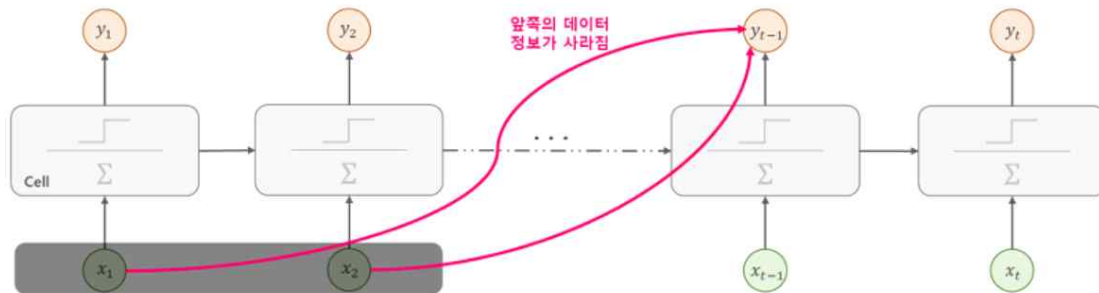 y₁
y₂
앞쪽의 데이터
정보가 사라짐
yₜ₋₁
yₜ
...
Σ
Σ
Σ
Σ
Cell
x₁
x₂
xₜ₋₁
xₜ